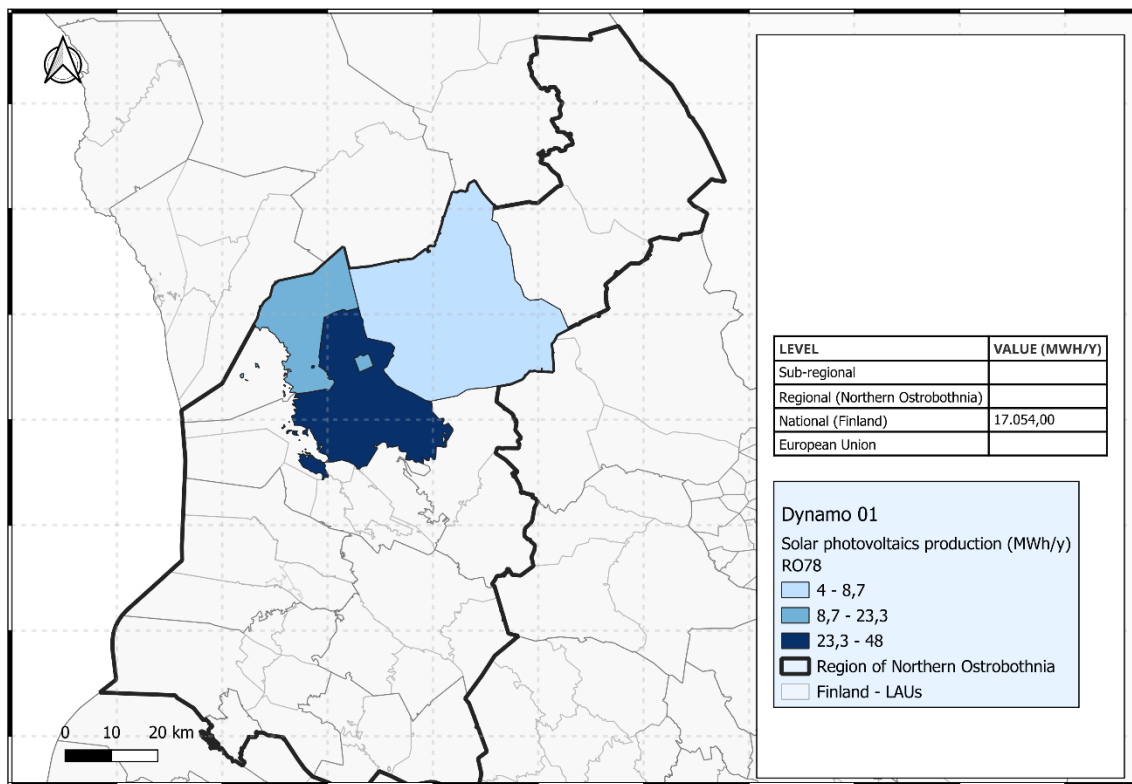 LEVEL VALUE (MWH/Y)
Sub-regional
Regional (Northern Ostrobothnia)
National (Finland) 17.054,00
European Union
Dynamo 01
Solar photovoltaics production (MWh/y)
RO78
4 - 8,7
8,7 - 23,3
23,3 - 48
Region of Northern Ostrobothnia
Finland - LAUs
0 10 20 km